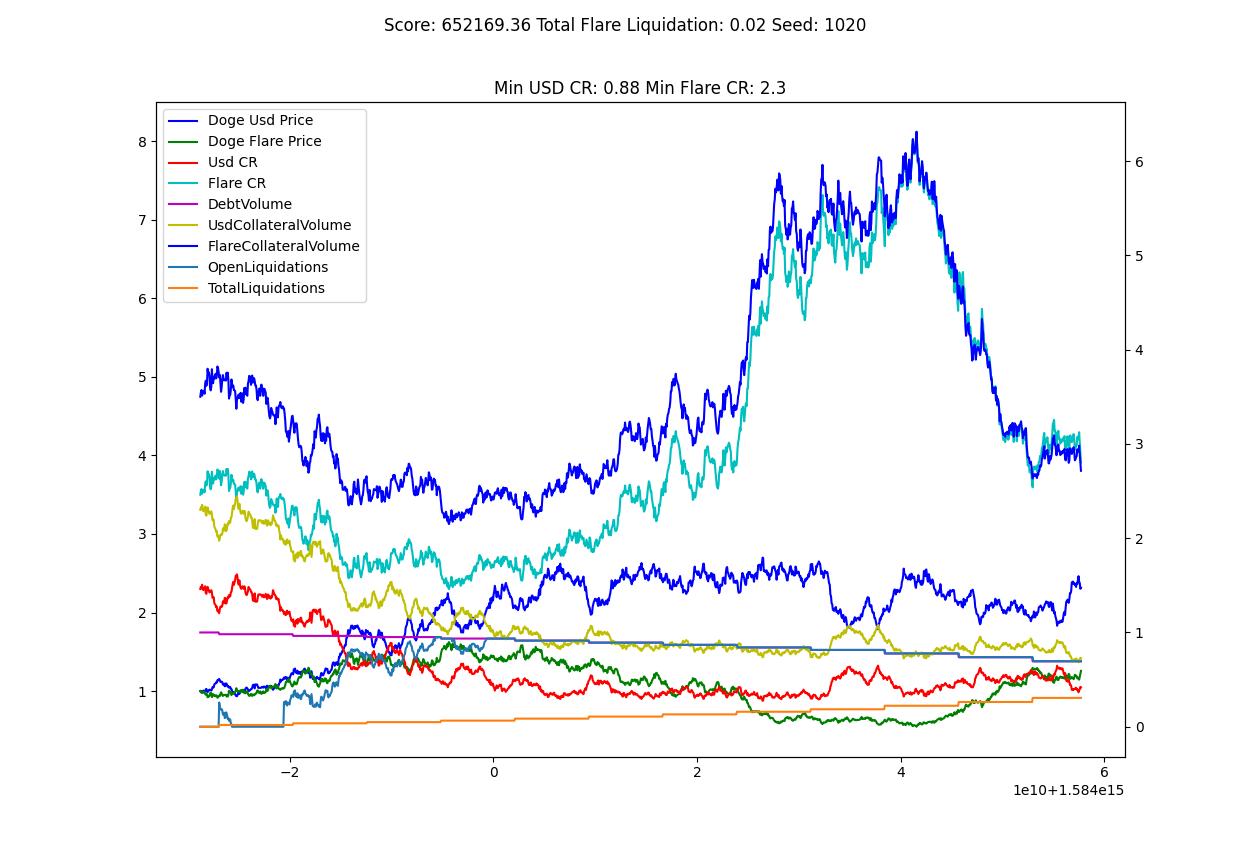 Score: 652169.36 Total Flare Liquidation: 0.02 Seed: 1020
Min USD CR: 0.88 Min Flare CR: 2.3
Doge Usd Price
Doge Flare Price
Usd CR
Flare CR
DebtVolume
UsdCollateralVolume
FlareCollateralVolume
OpenLiquidations
TotalLiquidations
8
7
6
5
4
3
2
1
6
5
4
3
2
1
0
−2
0
2
4
6
1e10+1.584e15